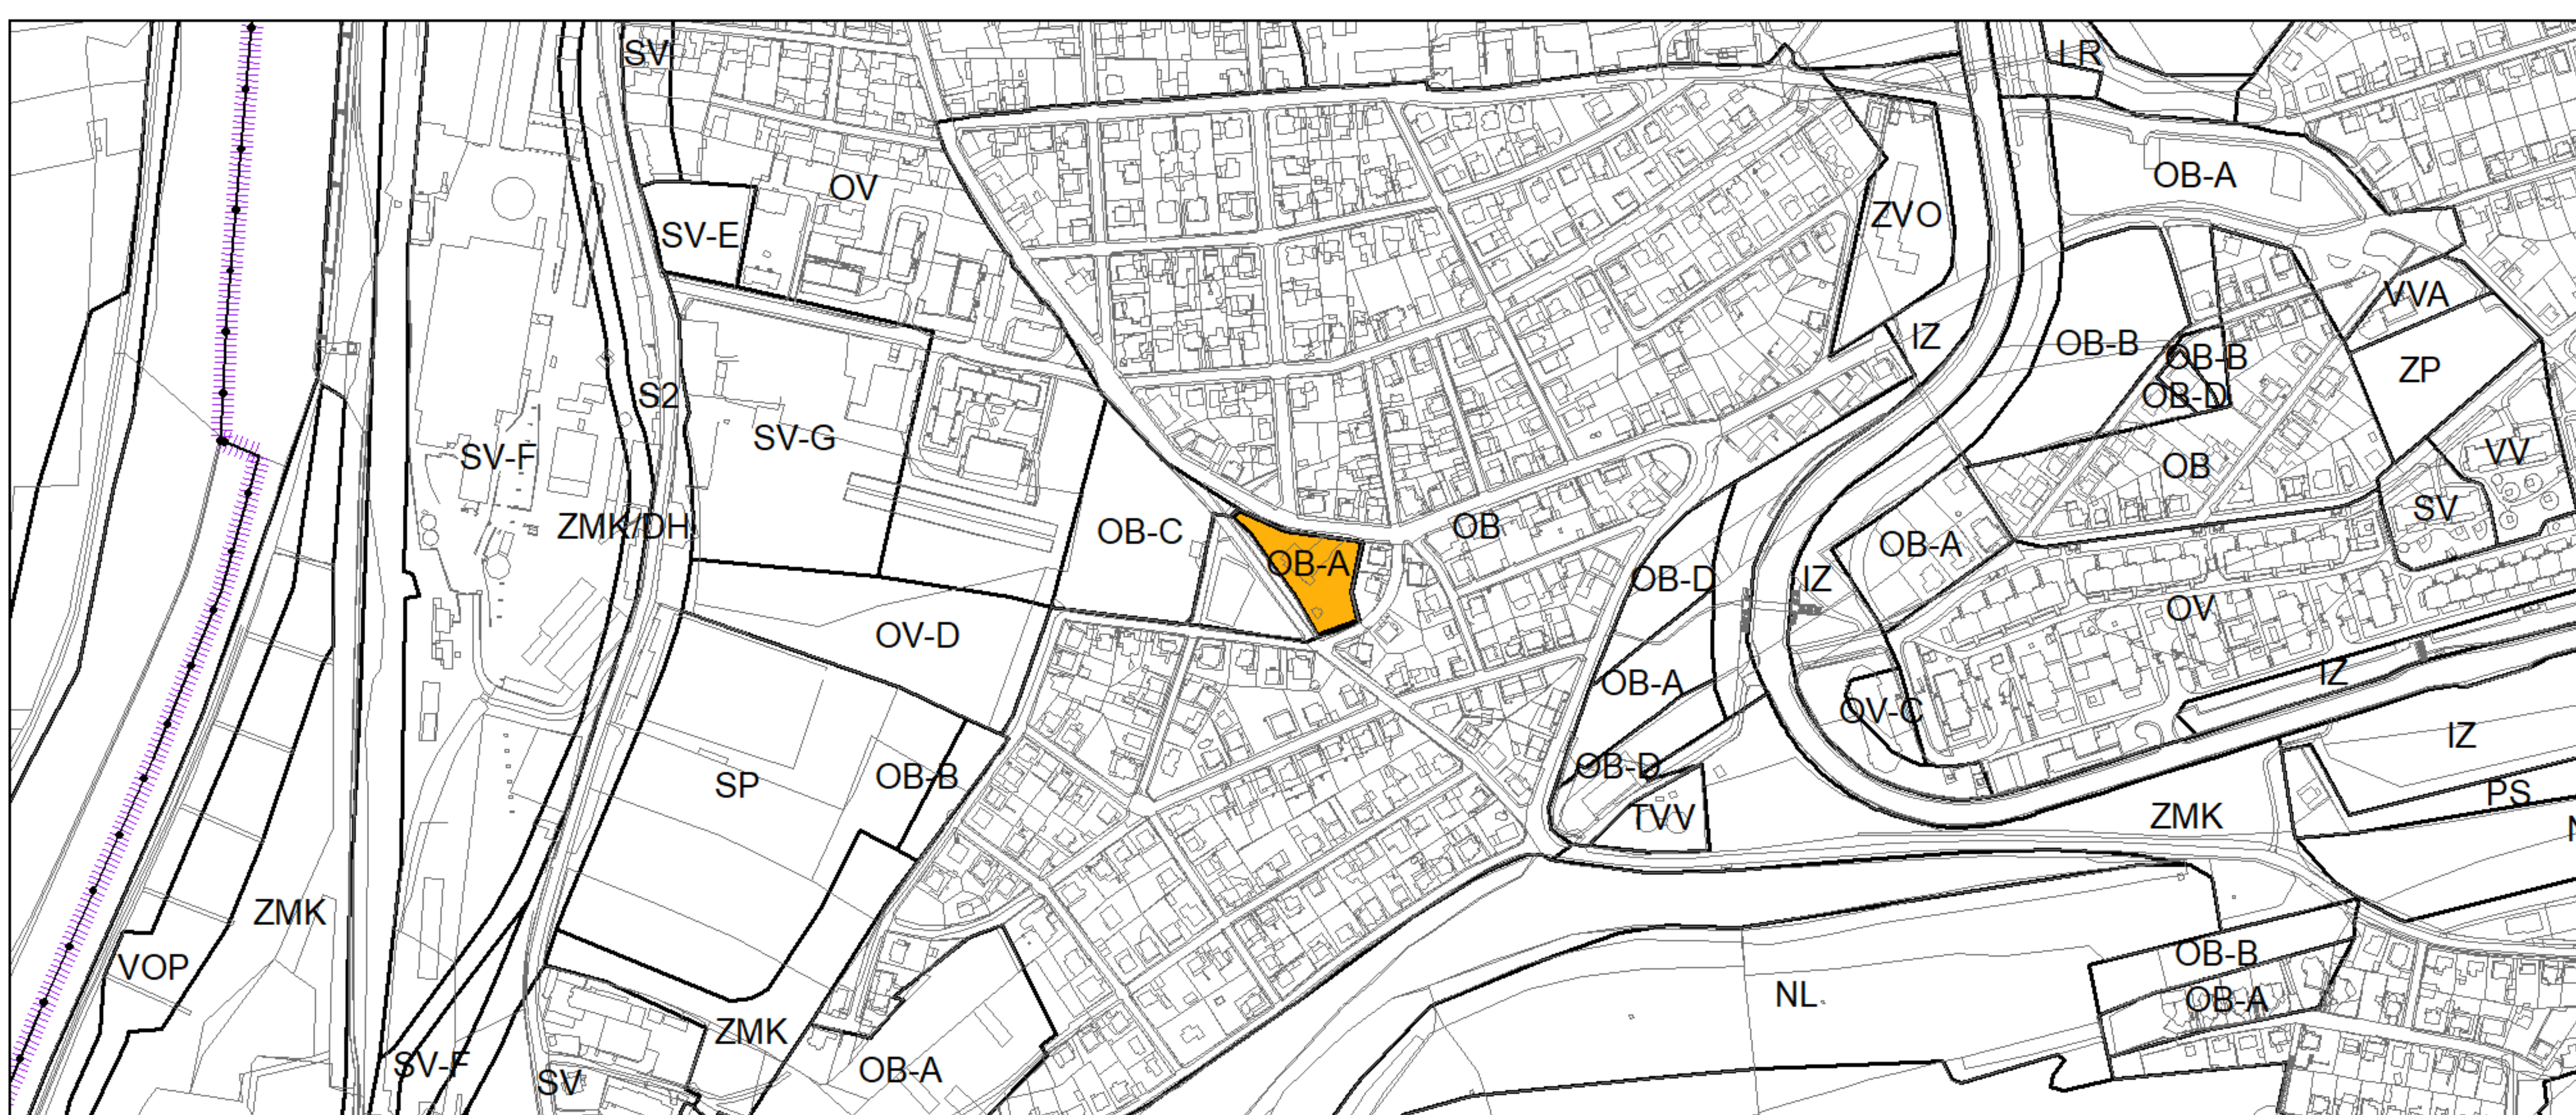 SV
LR
OB-A
OV
ZVO
SV-E
VVA
IZ
OB-B
OB-B
ZP
OB-D
S2
SV-G
SV-F
VV
OB
SV
ZMK/DH
OB-C
OB
OB-A
OB-A
OB-D
IZ
OV
OV-D
IZ
OB-A
OV-C
IZ
OB-D
OB-B
SP
PS
TVV
ZMK
ZMK
OB-B
VOP
NL
OB-A
ZMK
SV-F
OB-A
SV